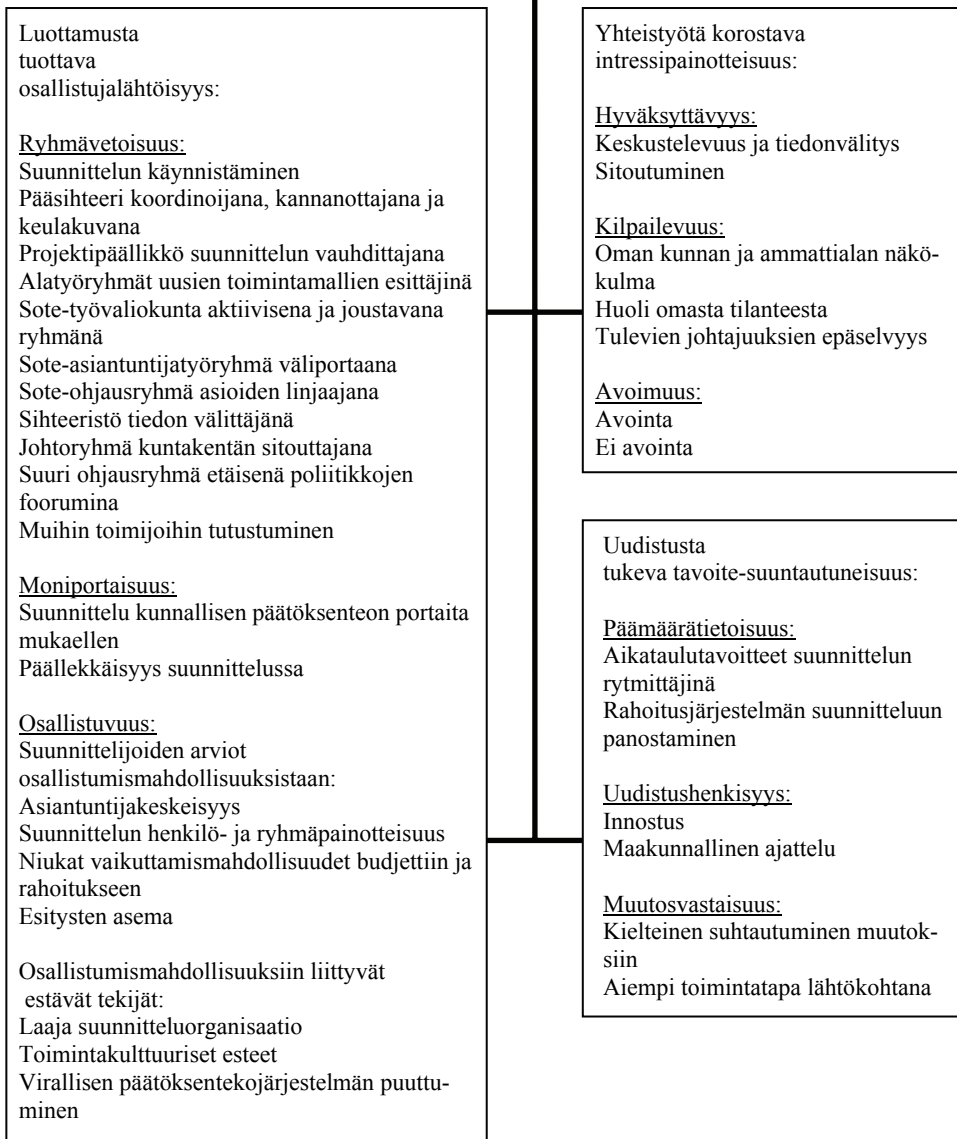 Luottamusta
tuottava
osallistujalähtöisyys:
Ryhmävetoisuus:
Suunnittelun käynnistäminen
Pääsihteeri koordinoijana, kannanottajana ja
keulakuvana
Projektipäällikkö suunnittelun vauhdittajana
Alatyöryhmät uusien toimintamallien esittäjinä
Sote-työvaliokunta aktiivisena ja joustavana
ryhmänä
Sote-asiantuntijatyöryhmä väliportaana
Sote-ohjausryhmä asioiden linjaajana
Sihteeristö tiedon välittäjänä
Johtoryhmä kuntakentän sitouttajana
Suuri ohjausryhmä etäisenä poliitikkojen
foorumina
Muihin toimijoihin tutustuminen
Moniportaisuus:
Suunnittelu kunnallisen päätöksenteon portaita
mukaellen
Päällekkäisyys suunnittelussa
Osallistuvuus:
Suunnittelijoiden arviot
osallistumismahdollisuuksistaan:
Asiantuntijakeskeisyys
Suunnittelun henkilö- ja ryhmäpainotteisuus
Niukat vaikuttamismahdollisuudet budjettiin ja
rahoitukseen
Esitysten asema
Osallistumismahdollisuuksiin liittyvät
estävät tekijät:
Laaja suunnitteluorganisaatio
Toimintakulttuuriset esteet
Virallisen päätöksentekojärjestelmän puuttu-
minen
Yhteistyötä korostava
intressipainotteisuus:
Hyväksyttävyys:
Keskustelevuus ja tiedonvälitys
Sitoutuminen
Kilpailevuus:
Oman kunnan ja ammattialan näkö-
kulma
Huoli omasta tilanteesta
Tulevien johtajuuksien epäselvyys
Avoimuus:
Avointa
Ei avointa
Uudistusta
tukeva tavoite-suuntautuneisuus:
Päämäärätietoisuus:
Aikataulutavoitteet suunnittelun
rytmittäjinä
Rahoitusjärjestelmän suunnitteluun
panostaminen
Uudistushenkisyys:
Innostus
Maakunnallinen ajattelu
Muutosvastaisuus:
Kielteinen suhtautuminen muutok-
siin
Aiempi toimintatapa lähtökohtana